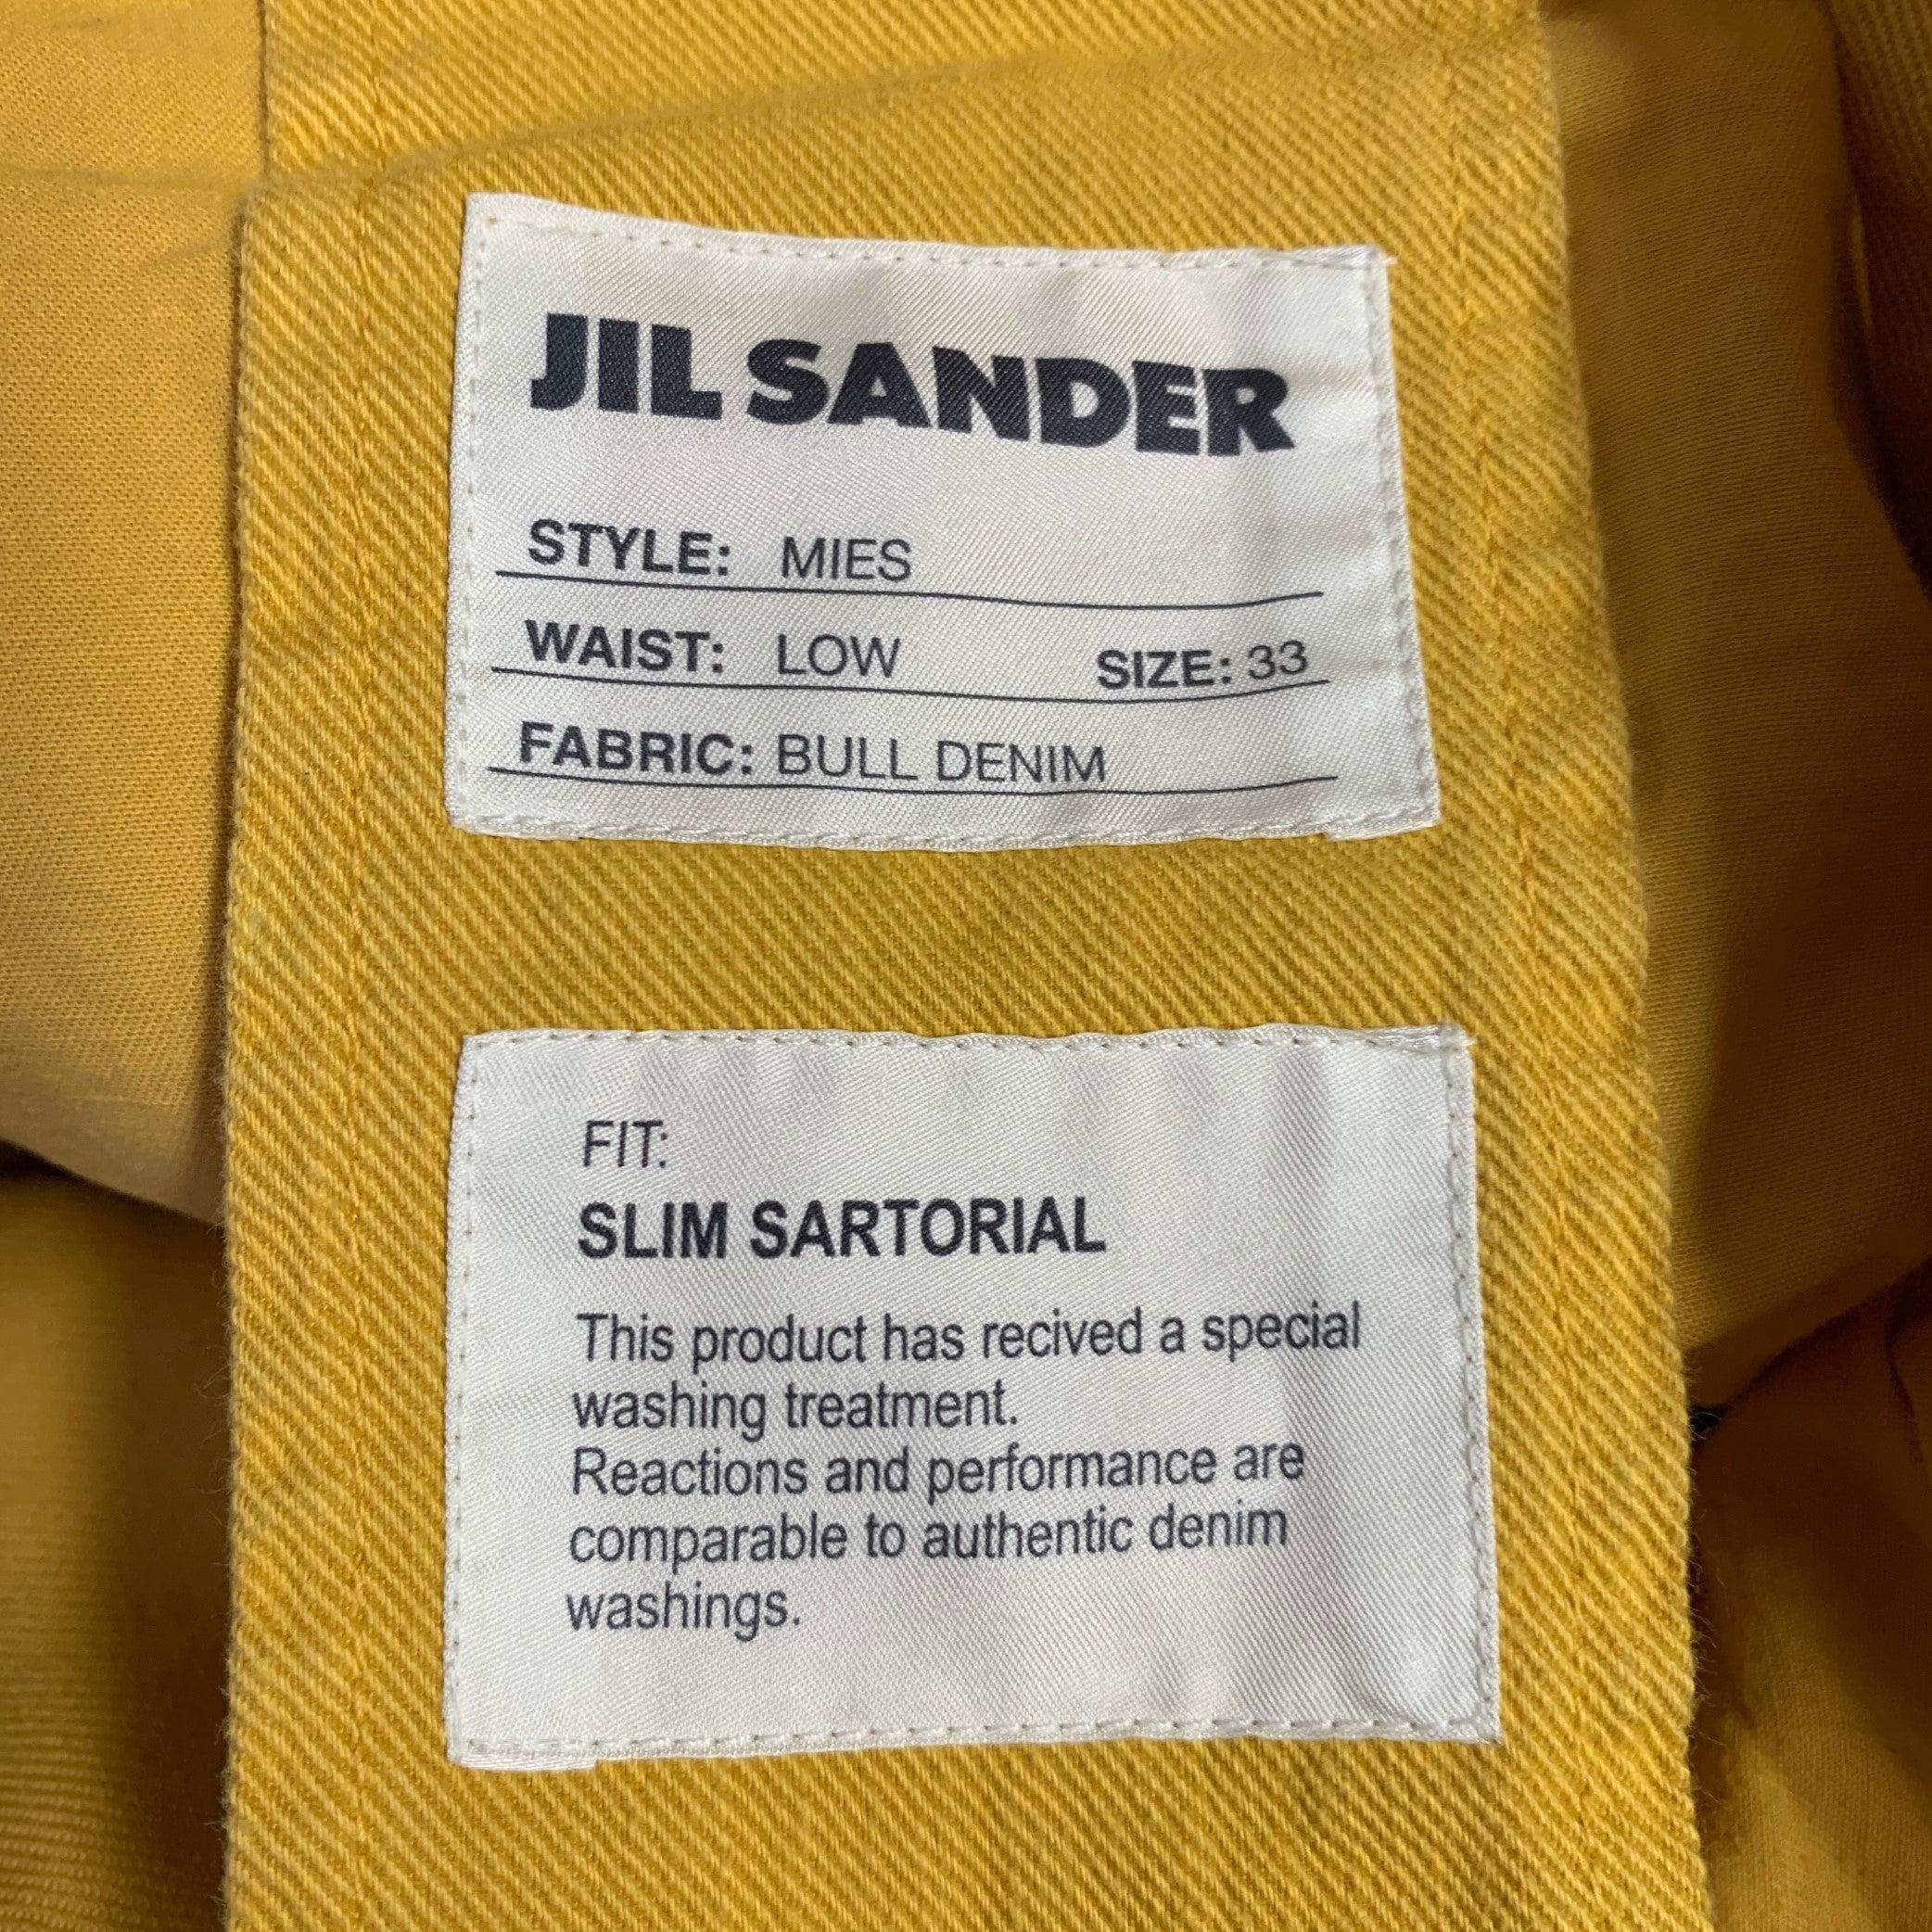 JIL SANDER
STYLE: MIES
WAIST: LOW SIZE: 33
FABRIC: BULL DENIM
FIT:
SLIM SARTORIAL
This product has recived a special
washing treatment.
Reactions and performance are
comparable to authentic denim
washings.